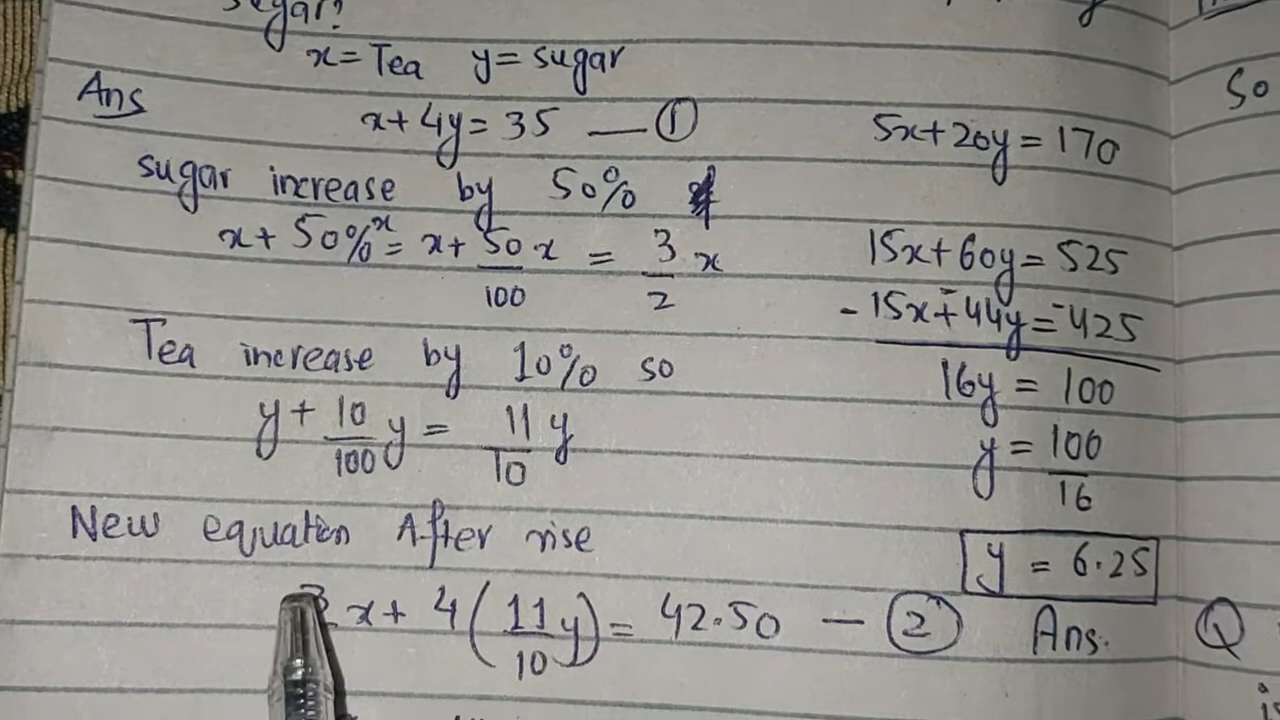 sugar?
x = Tea y = sugar
Ans
x + 4y = 35 — ①
sugar increase by 50%
x + 50%x = x + 50/100 x = 3/2 x
Tea increase by 10% so
y + 10/100 y = 11/10 y
New equation After rise
x + 4(11/10 y) = 42.50 — ②
5x + 20y = 170
15x + 60y = 525
- 15x + 44y = 425
16y = 100
y = 100/16
y = 6.25
Ans.
So
Q